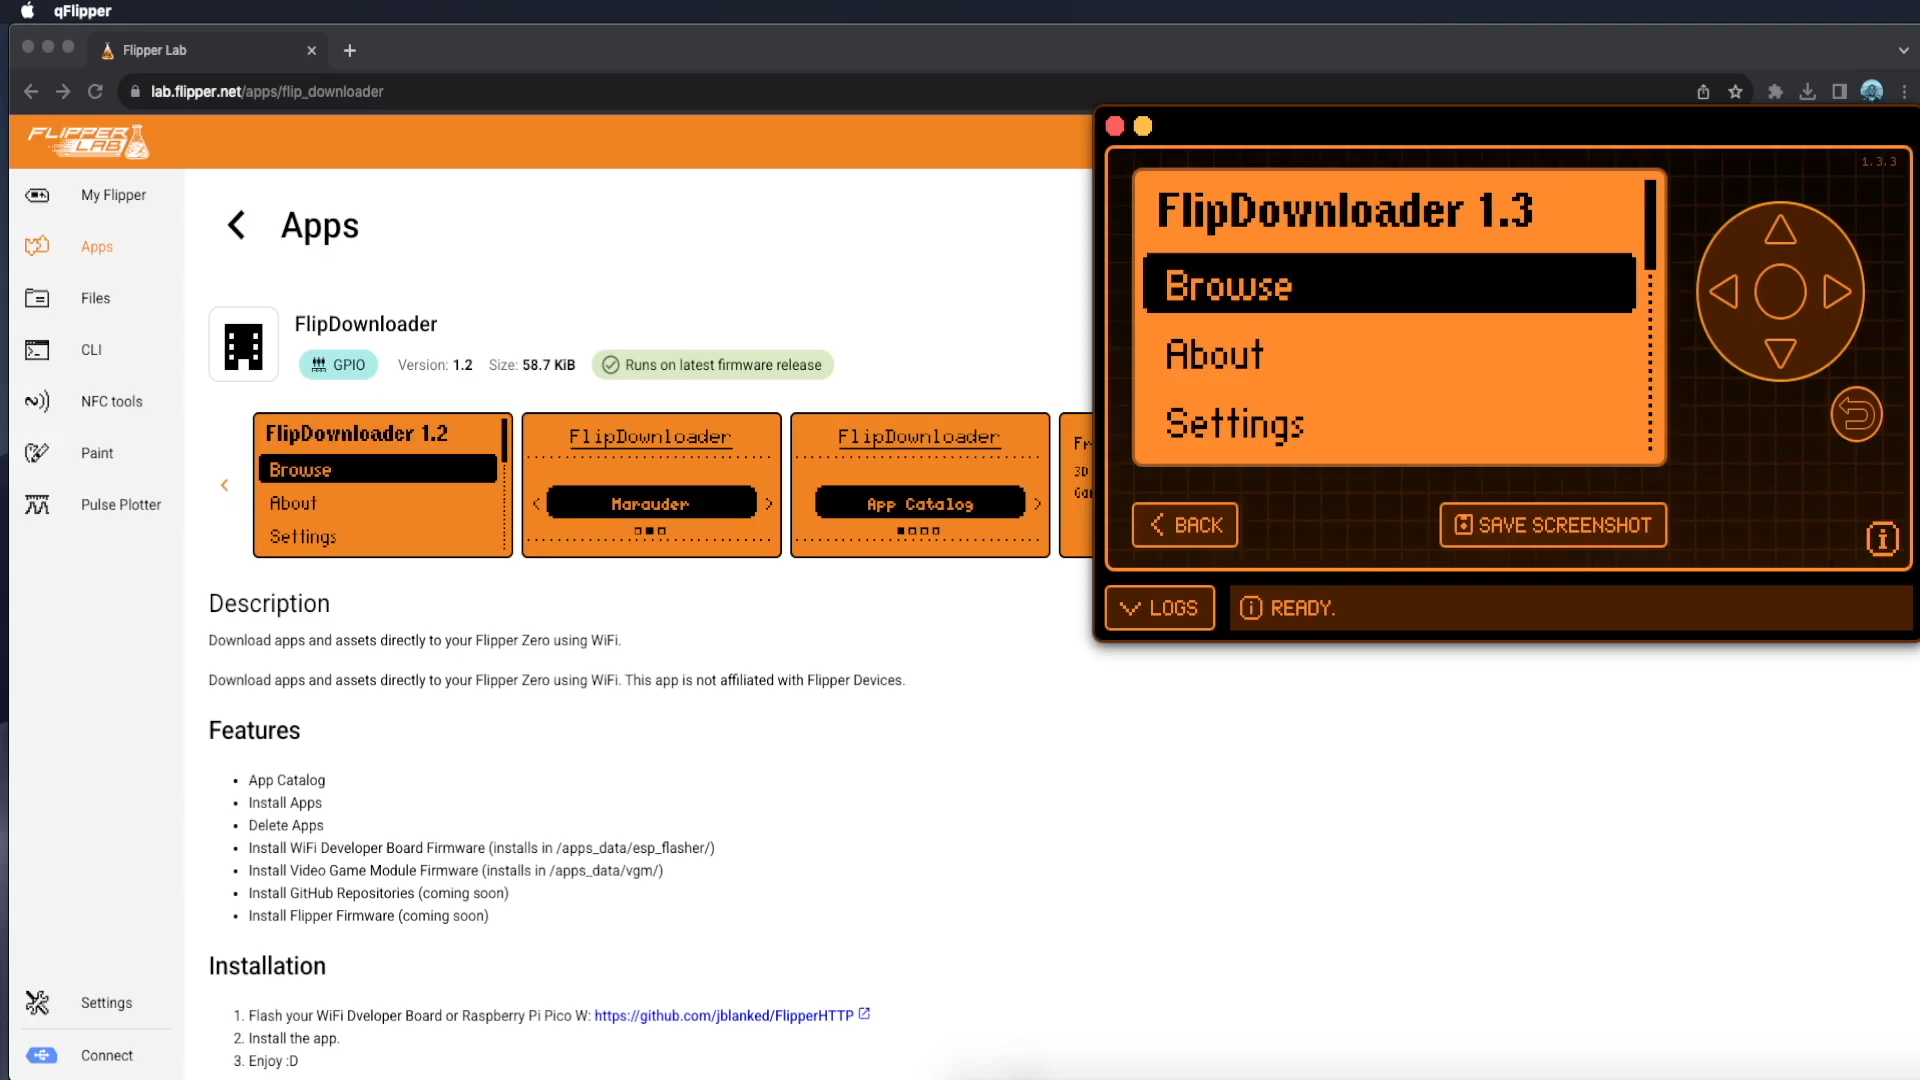 qFlipper
Flipper Lab
lab.flipper.net/apps/flip_downloader
FLIPPER
LAB
My Flipper
Apps
Files
CLI
NFC tools
Paint
Pulse Plotter
Settings
Connect
Apps
FlipDownloader
GPIO
Version: 1.2
Size: 58.7 KiB
Runs on latest firmware release
FlipDownloader 1.2
Browse
About
Settings
FlipDownloader
Marauder
FlipDownloader
App Catalog
Fr
3D
Gar
Description
Download apps and assets directly to your Flipper Zero using WiFi.
Download apps and assets directly to your Flipper Zero using WiFi. This app is not affiliated with Flipper Devices.
Features
• App Catalog
• Install Apps
• Delete Apps
• Install WiFi Developer Board Firmware (installs in /apps_data/esp_flasher/)
• Install Video Game Module Firmware (installs in /apps_data/vgm/)
• Install GitHub Repositories (coming soon)
• Install Flipper Firmware (coming soon)
Installation
1. Flash your WiFi Dveloper Board or Raspberry Pi Pico W: https://github.com/jblanked/FlipperHTTP
2. Install the app.
3. Enjoy :D
1.3.3
FlipDownloader 1.3
Browse
About
Settings
BACK
SAVE SCREENSHOT
LOGS
READY.